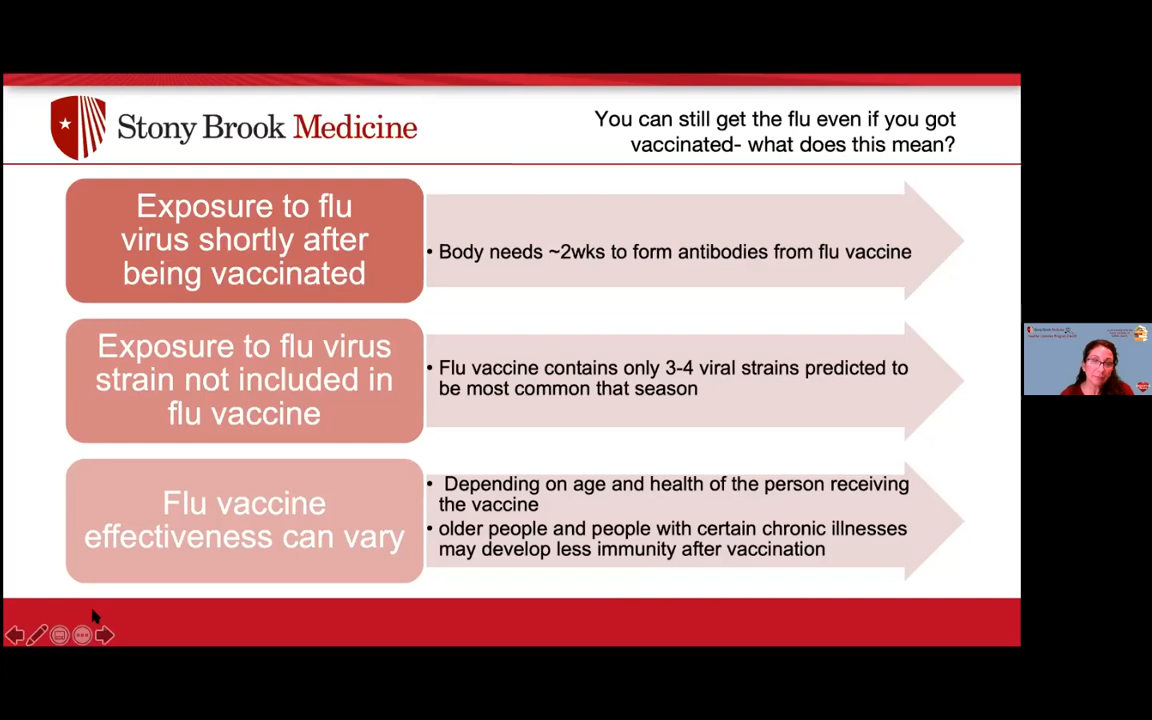 Stony Brook Medicine
You can still get the flu even if you got
vaccinated- what does this mean?
Exposure to flu
virus shortly after
being vaccinated
• Body needs ~2wks to form antibodies from flu vaccine
Exposure to flu virus
strain not included in
flu vaccine
• Flu vaccine contains only 3-4 viral strains predicted to
be most common that season
Flu vaccine
effectiveness can vary
• Depending on age and health of the person receiving
the vaccine
• older people and people with certain chronic illnesses
may develop less immunity after vaccination
Stony Brook Medicine